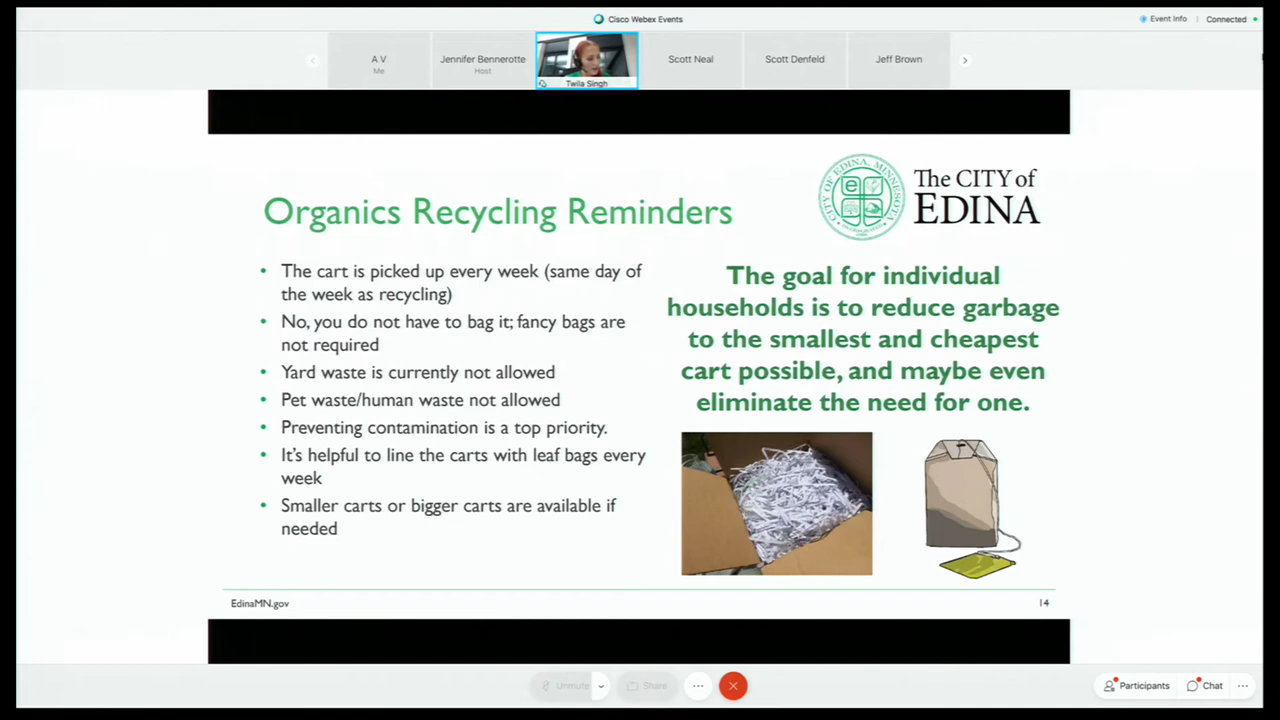 Cisco Webex Events
Event Info
Connected
A V
Me
Jennifer Bennerotte
Host
Twila Singh
Scott Neal
Scott Denfeld
Jeff Brown
CITY OF EDINA, MINNESOTA
e
The CITY of
EDINA
Organics Recycling Reminders
• The cart is picked up every week (same day of
the week as recycling)
• No, you do not have to bag it; fancy bags are
not required
• Yard waste is currently not allowed
• Pet waste/human waste not allowed
• Preventing contamination is a top priority.
• It's helpful to line the carts with leaf bags every
week
• Smaller carts or bigger carts are available if
needed
The goal for individual
households is to reduce garbage
to the smallest and cheapest
cart possible, and maybe even
eliminate the need for one.
EdinaMN.gov
14
Unmute
Share
Participants
Chat